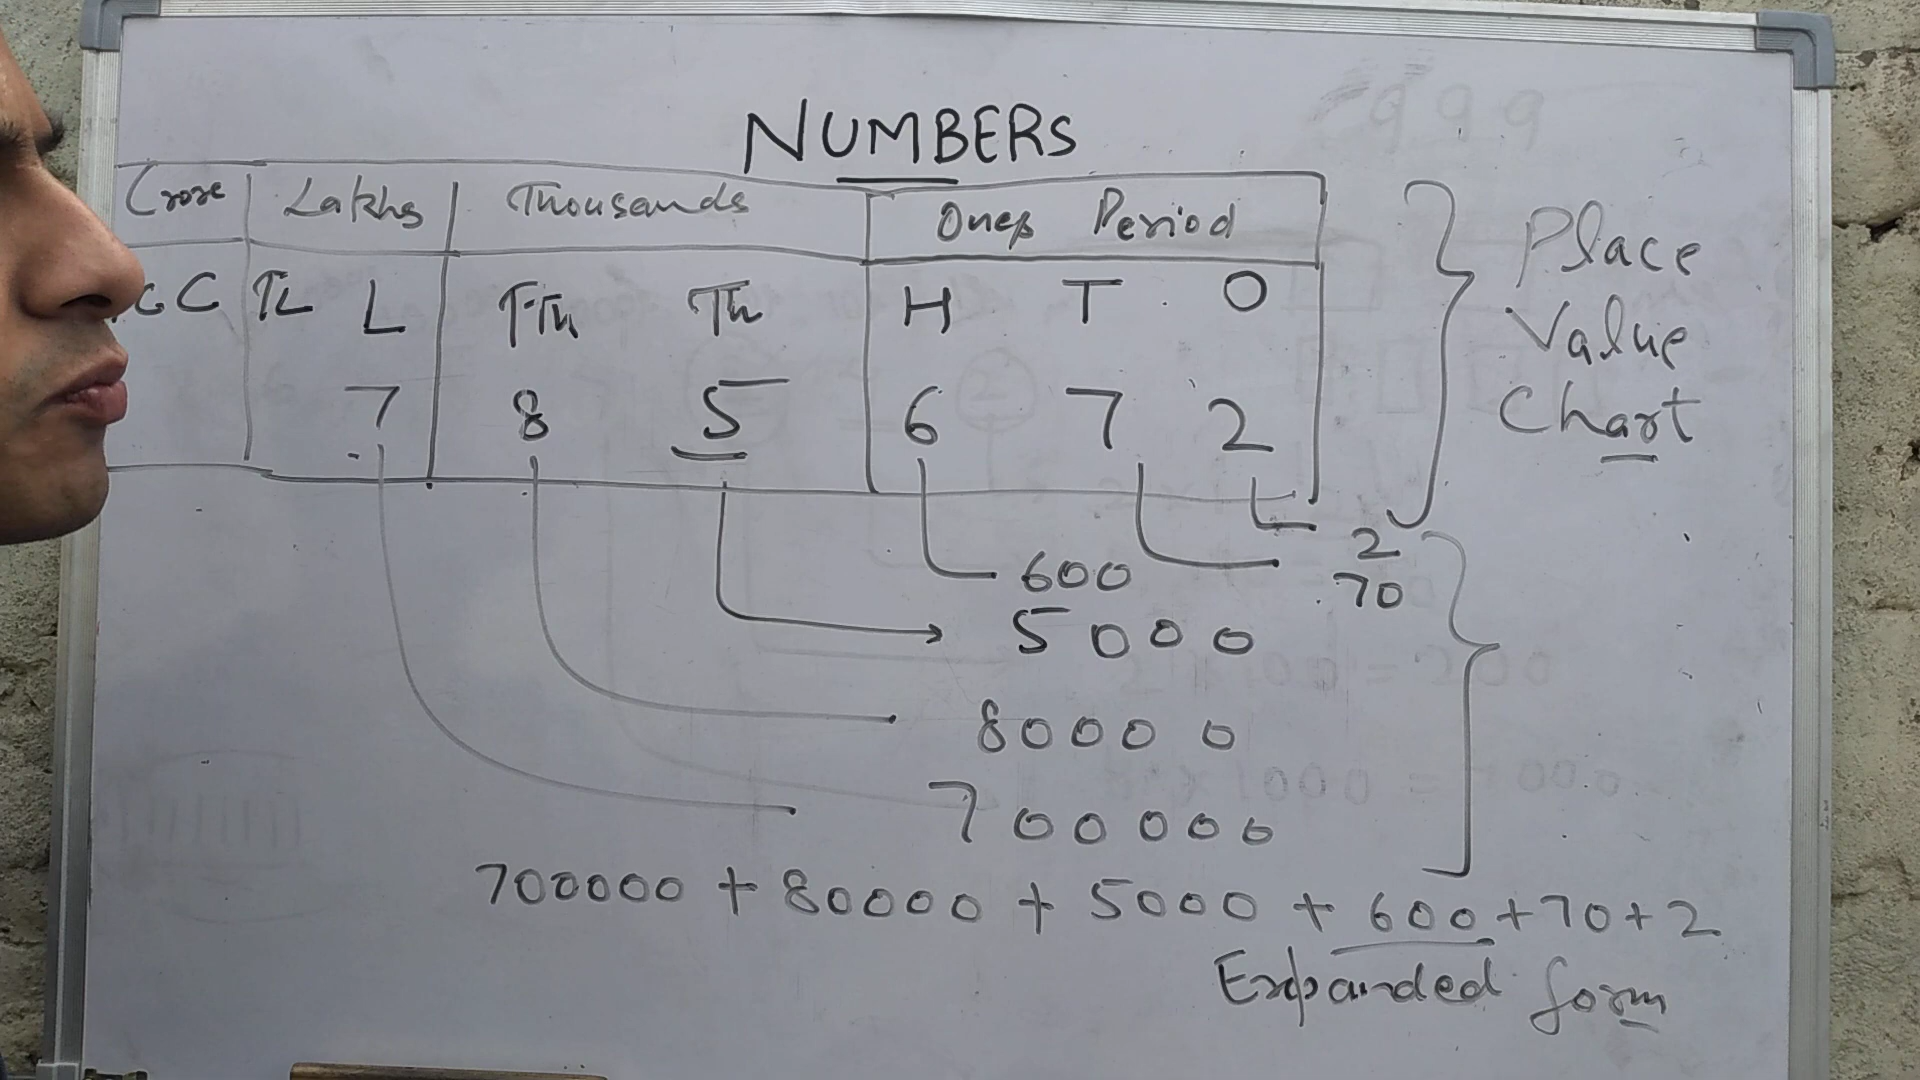 NUMBERS
Crore Lakhs Thousands Ones Period
C TL L T-Th Th H T O
7 8 5 6 7 2
Place
Value
Chart
2
600
70
5000
80000
700000
700000 + 80000 + 5000 + 600 + 70 + 2
Expanded form